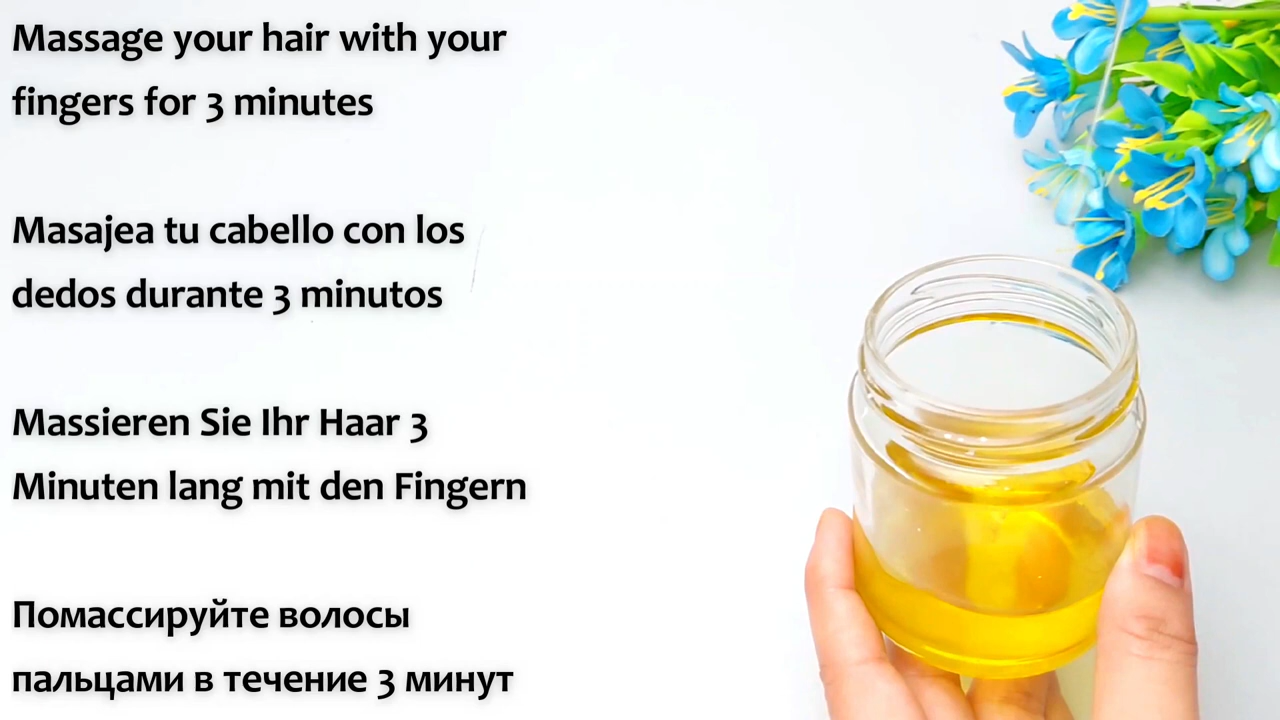 Massage your hair with your
fingers for 3 minutes
Masajea tu cabello con los
dedos durante 3 minutos
Massieren Sie Ihr Haar 3
Minuten lang mit den Fingern
Помассируйте волосы
пальцами в течение 3 минут